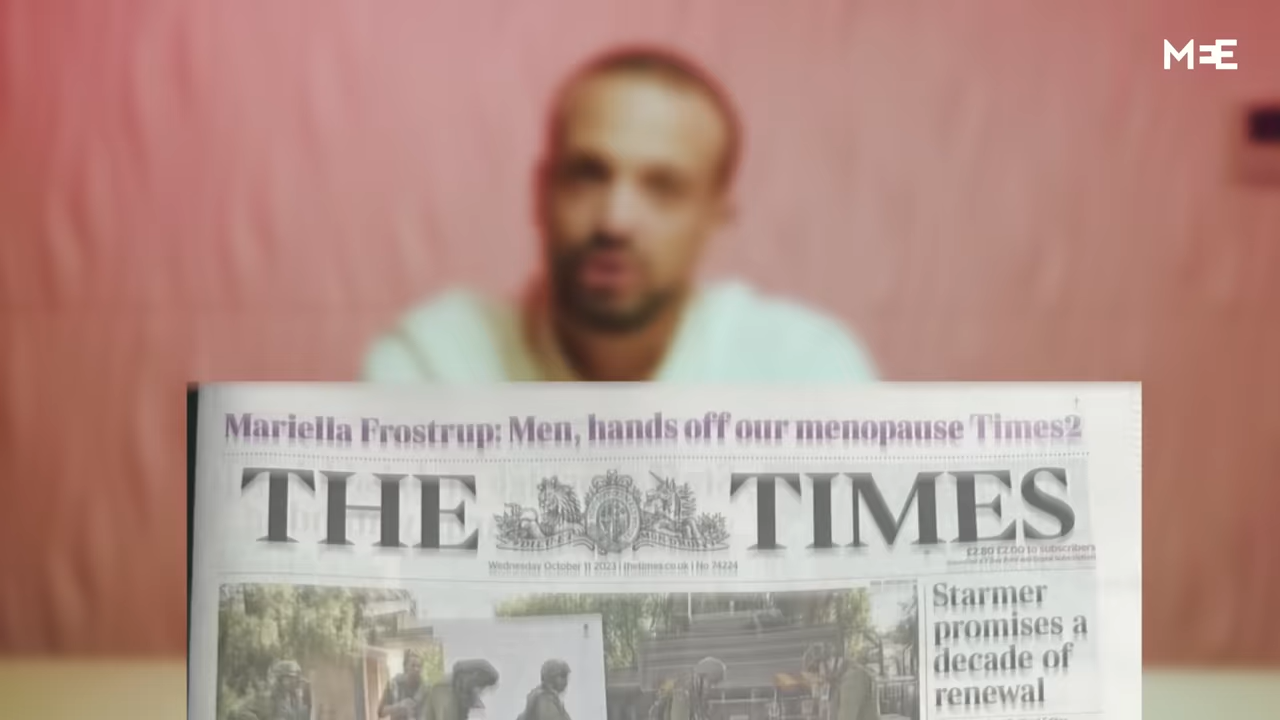 MEE
Mariella Frostrup: Men, hands off our menopause Times2
THE TIMES
£2.80 £2.00 to subscribers
Wednesday October 11 2023 | thetimes.co.uk | No 74224
Starmer
promises a
decade of
renewal